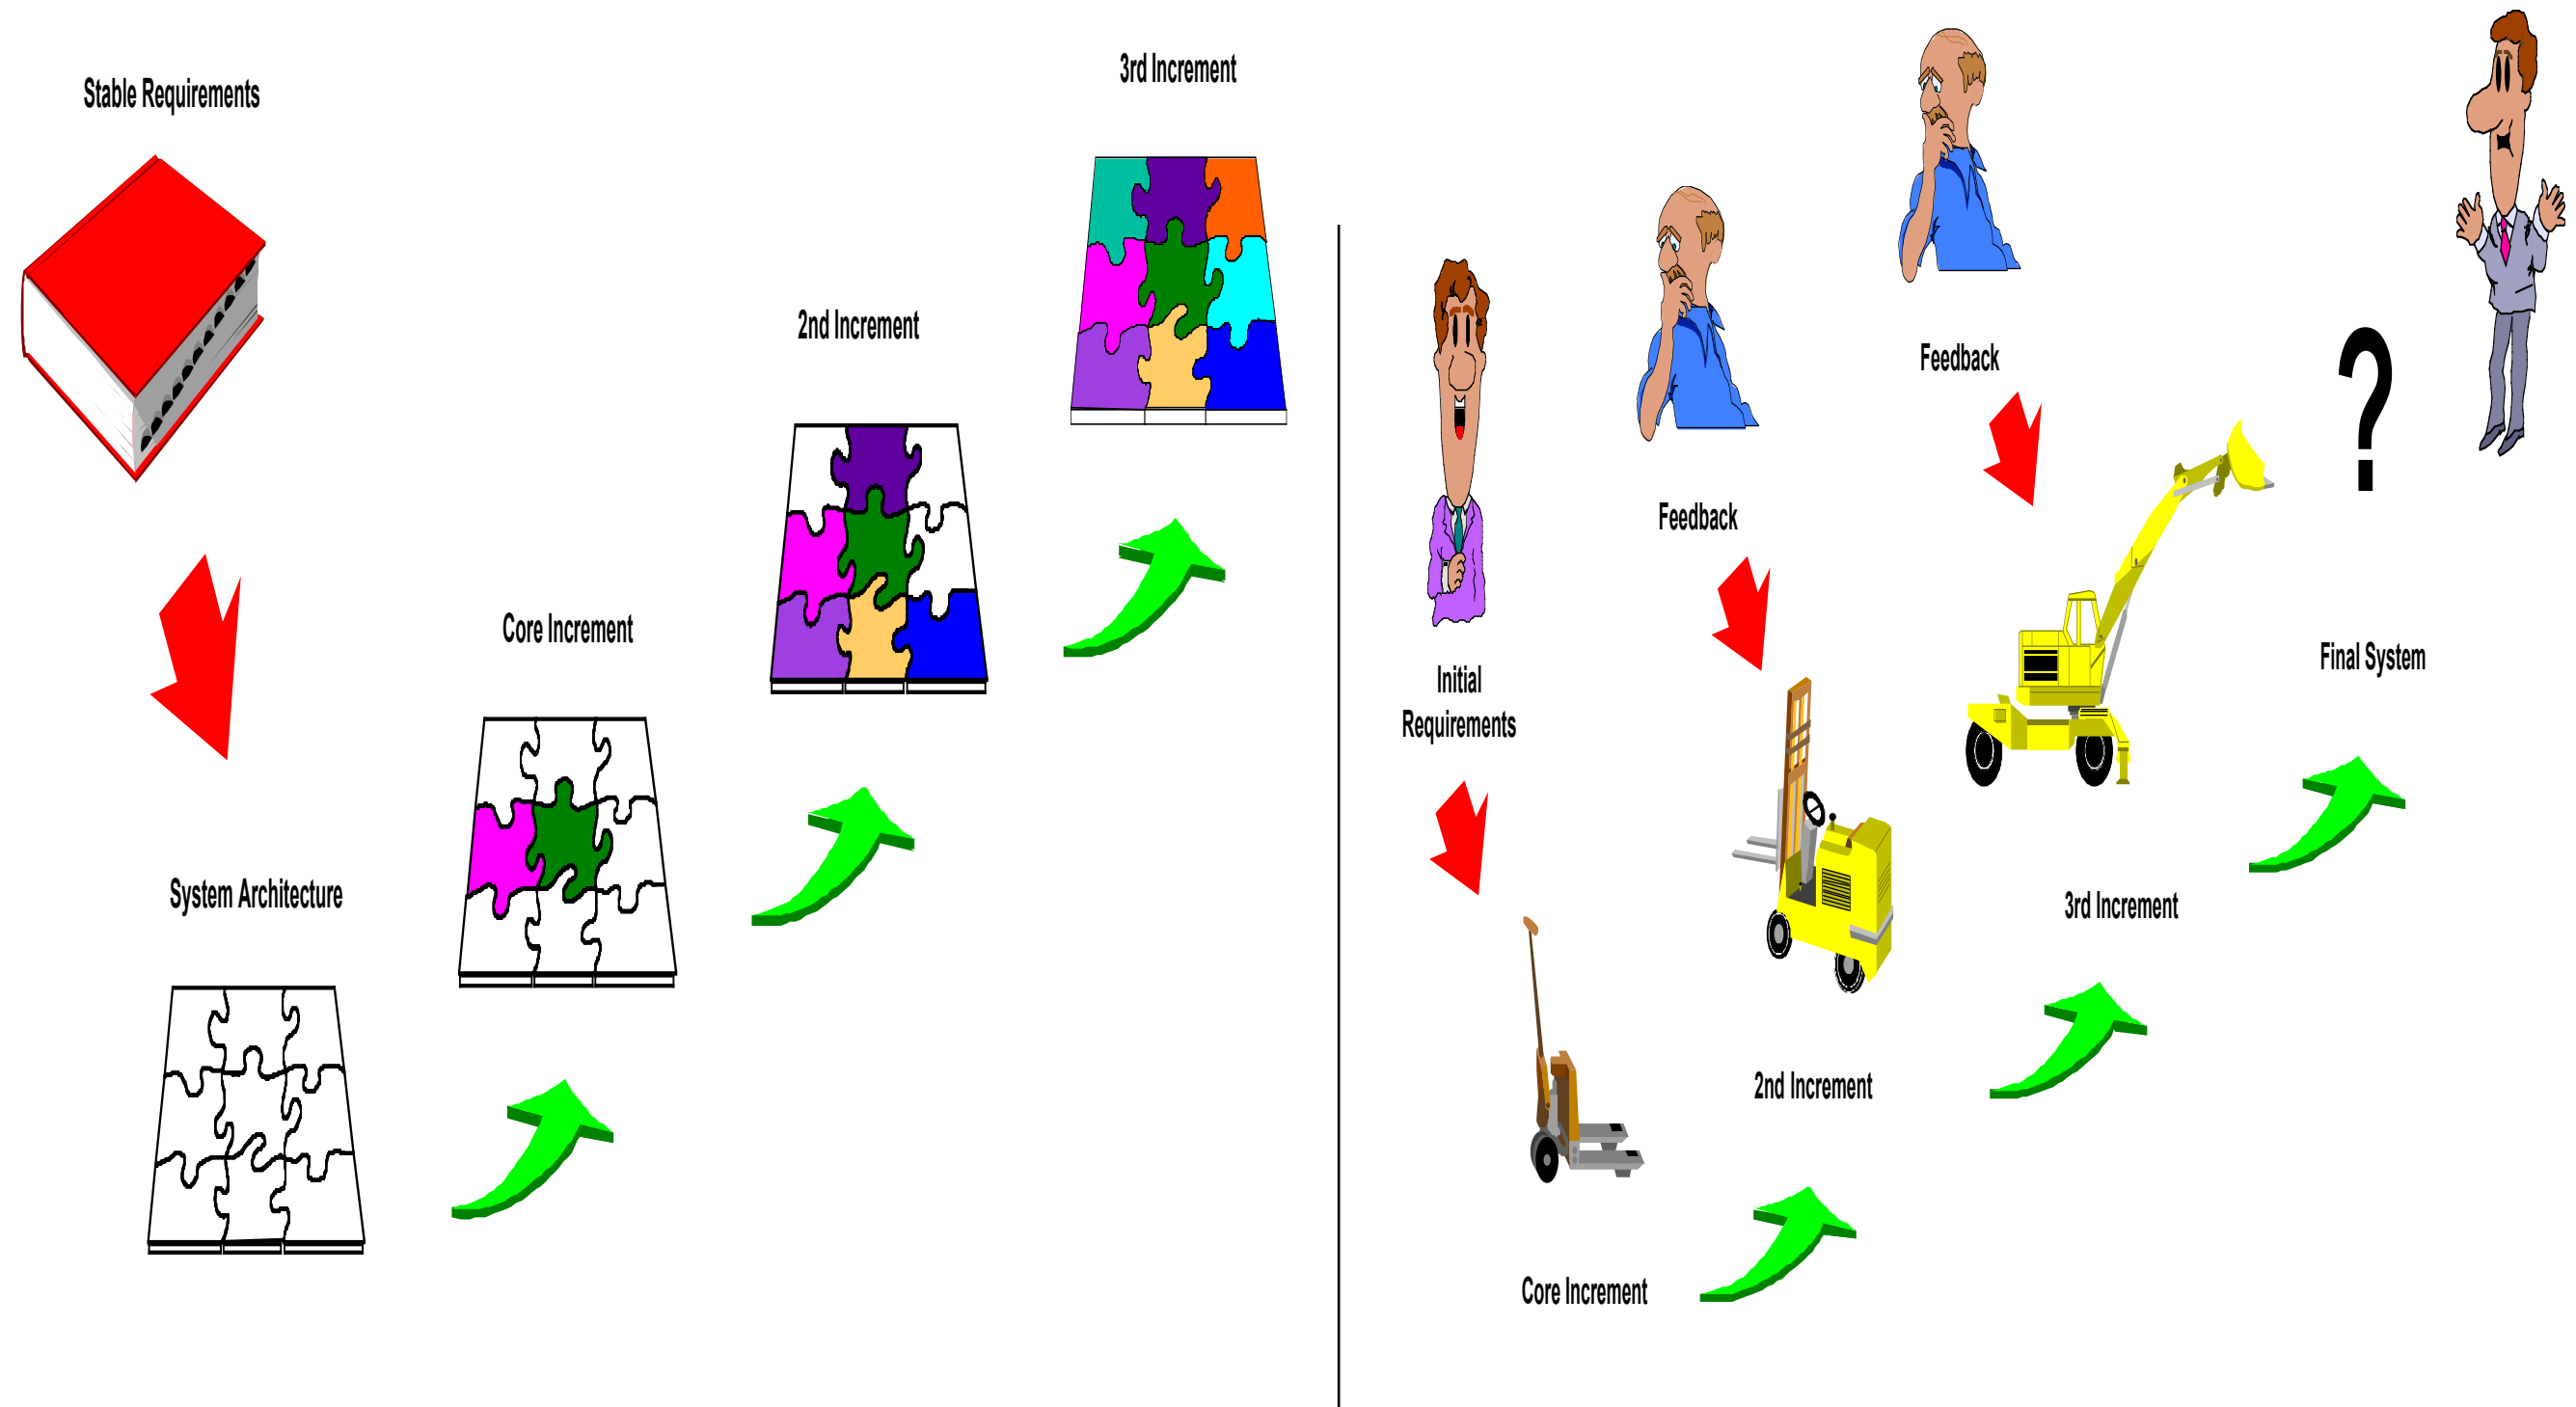 Stable Requirements
System Architecture
Core Increment
2nd Increment
3rd Increment
Initial
Requirements
Feedback
Feedback
?
Core Increment
2nd Increment
3rd Increment
Final System